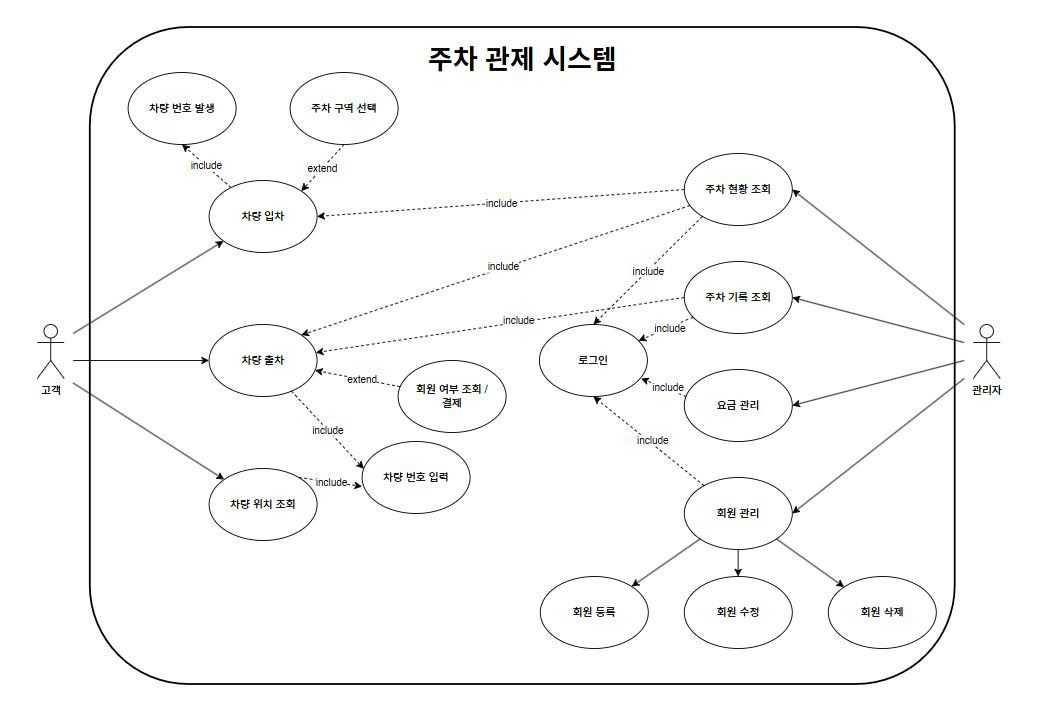 주차 관제 시스템
차량 번호 발생
주차 구역 선택
include
extend
차량 입차
include
주차 현황 조회
include
include
주차 기록 조회
include
include
차량 출차
로그인
고객
관리자
extend
회원 여부 조회 /
결제
include
요금 관리
include
include
차량 번호 입력
include
차량 위치 조회
회원 관리
회원 등록
회원 수정
회원 삭제